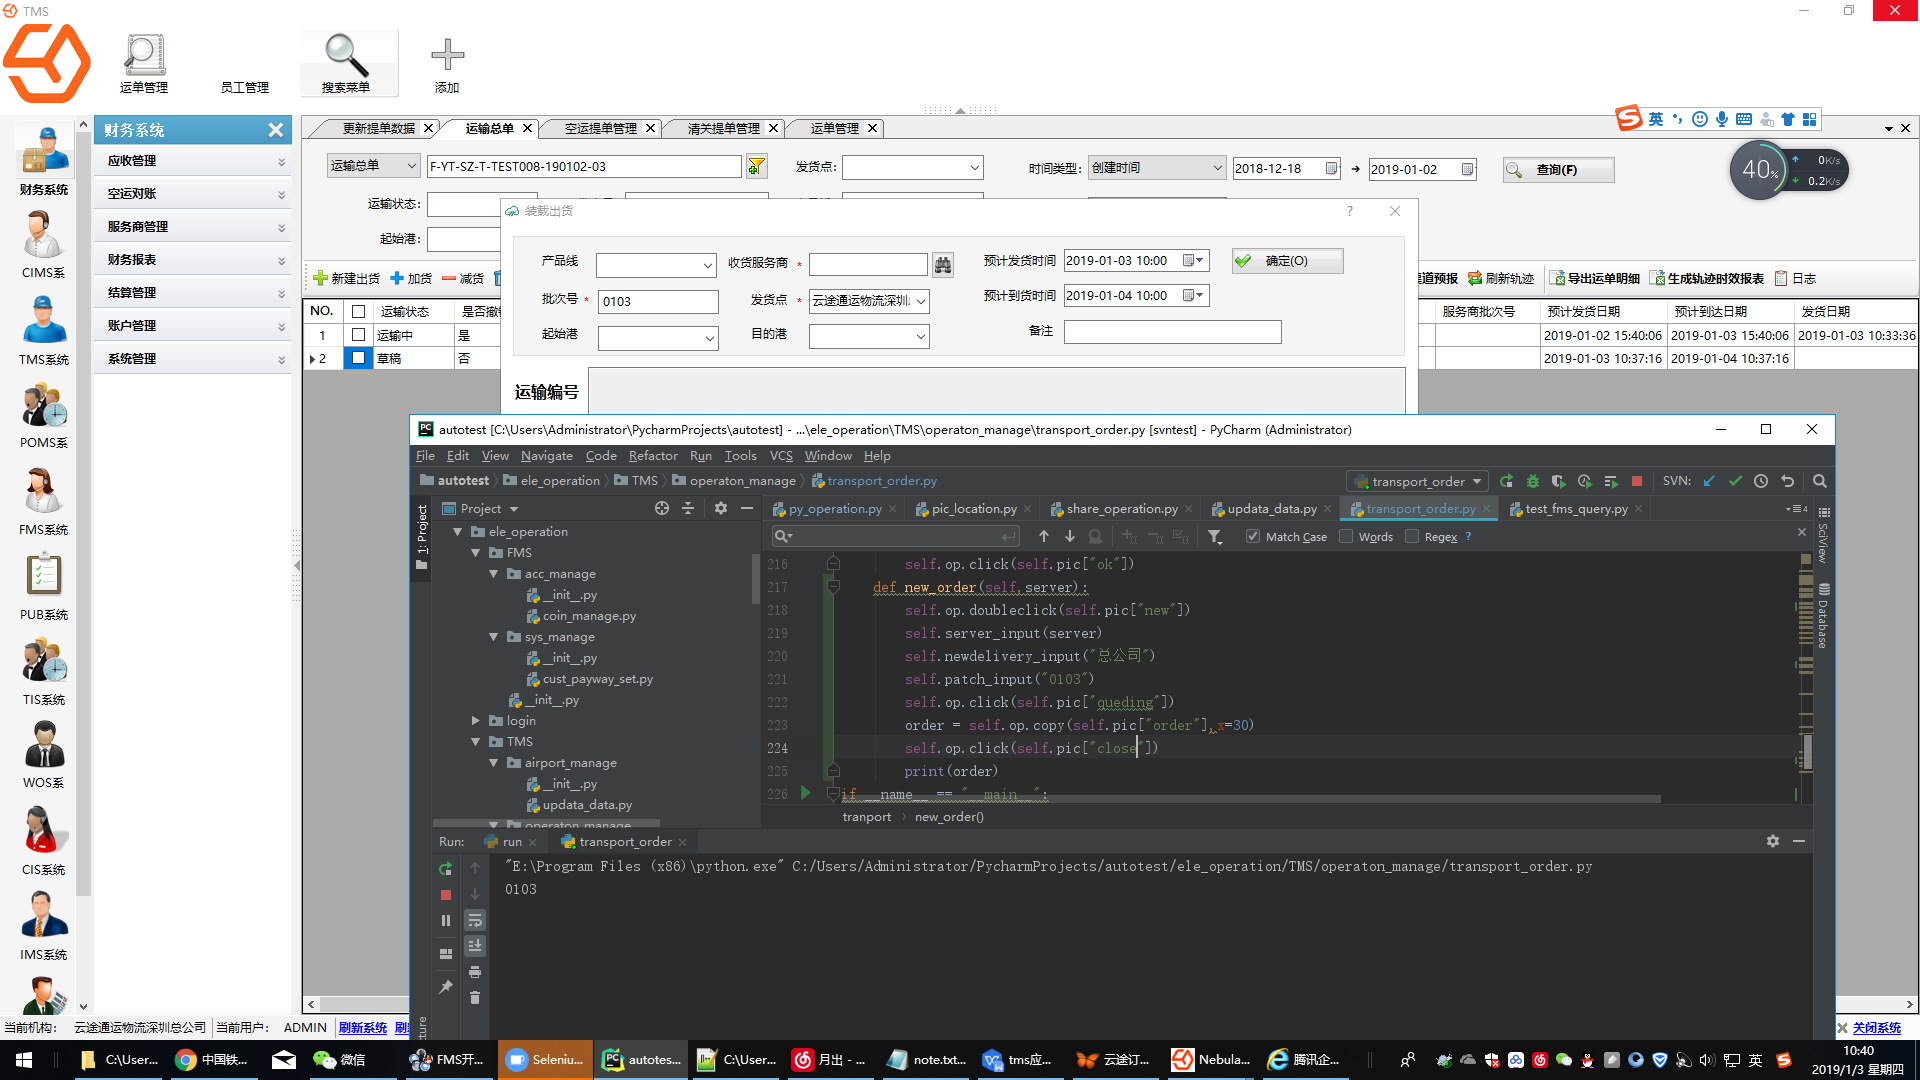 TMS
运单管理
员工管理
搜索菜单
添加
财务系统
财务系统
应收管理
空运对账
服务商管理
财务报表
结算管理
账户管理
系统管理
CIMS系
TMS系统
POMS系
FMS系统
PUB系统
TIS系统
WOS系统
CIS系统
IMS系统
更新提单数据
运输总单
空运提单管理
清关提单管理
运单管理
英
40%
0K/s
0.2K/s
运输总单
F-YT-SZ-T-TEST008-190102-03
发货点:
时间类型:
创建时间
2018-12-18
2019-01-02
查询(F)
运输状态:
起始港:
新建出货
加货
减货
道预报
刷新轨迹
导出运单明细
生成轨迹时效报表
日志
NO.
运输状态
服务商批次号
预计发货日期
预计到达日期
发货日期
1
运输中
是
2019-01-02 15:40:06
2019-01-03 15:40:06
2019-01-03 10:33:36
2
草稿
否
2019-01-03 10:37:16
2019-01-04 10:37:16
装载出货
?
产品线
收货服务商 *
预计发货时间
2019-01-03 10:00
确定(O)
批次号 *
0103
发货点 *
云途通运物流深圳
预计到货时间
2019-01-04 10:00
起始港
目的港
备注
运输编号
autotest [C:\Users\Administrator\PycharmProjects\autotest] - ...\ele_operation\TMS\operaton_manage\transport_order.py [svntest] - PyCharm (Administrator)
File Edit View Navigate Code Refactor Run Tools VCS Window Help
autotest ele_operation TMS operaton_manage transport_order.py
transport_order
SVN:
1: Project
Project
py_operation.py pic_location.py share_operation.py updata_data.py transport_order.py test_fms_query.py
Match Case Words Regex ?
SciView
Database
ele_operation
FMS
acc_manage
__init__.py
coin_manage.py
sys_manage
__init__.py
cust_payway_set.py
__init__.py
login
TMS
airport_manage
__init__.py
updata_data.py
operaton_manage
216 self.op.click(self.pic["ok"])
217 def new_order(self,server):
218 self.op.doubleclick(self.pic["new"])
219 self.server_input(server)
220 self.newdelivery_input("总公司")
221 self.patch_input("0103")
222 self.op.click(self.pic["queding"])
223 order = self.op.copy(self.pic["order"],x=30)
224 self.op.click(self.pic["close"])
225 print(order)
226 if __name__ == "__main__":
tranport new_order()
Run: run transport_order
"E:\Program Files (x86)\python.exe" C:/Users/Administrator/PycharmProjects/autotest/ele_operation/TMS/operaton_manage/transport_order.py
0103
当前机构: 云途通运物流深圳总公司 当前用户: ADMIN 刷新系统
关闭系统
C:\User...
中国铁...
微信
FMS开...
Seleniu...
autotes...
C:\User...
月出 - ...
note.txt...
tms应...
云途订...
Nebula...
腾讯企...
英
10:40
2019/1/3 星期四